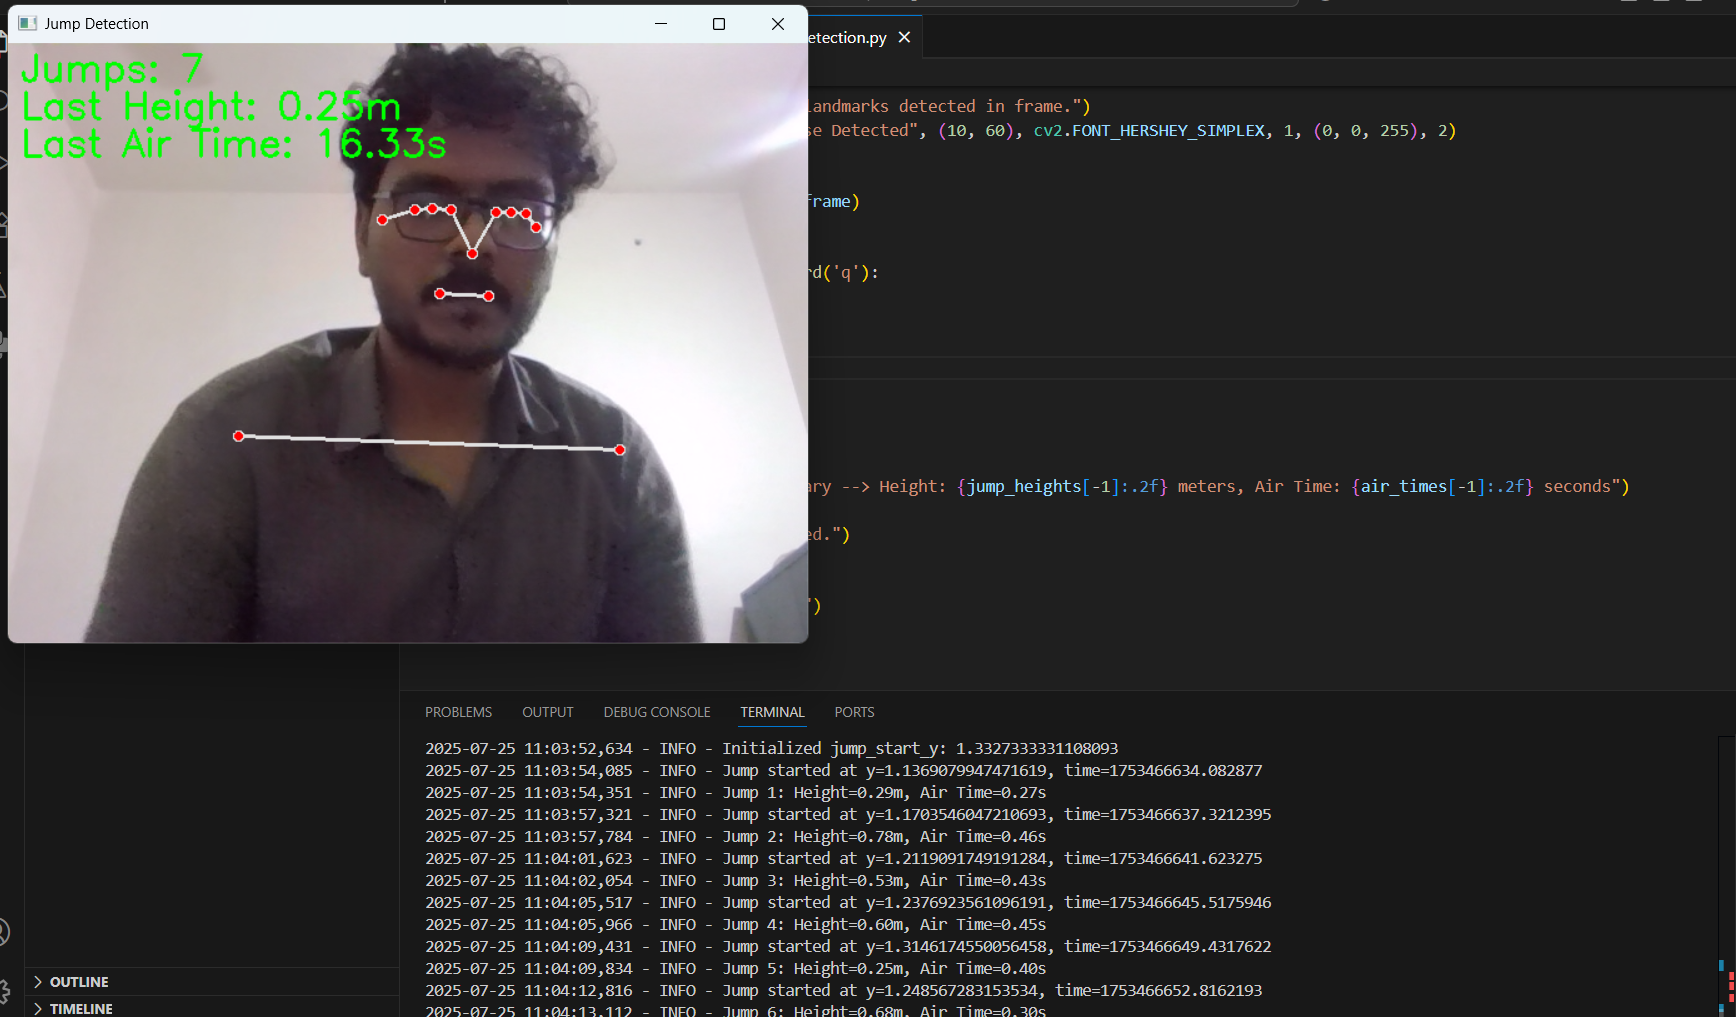 Jump Detection
Jumps: 7
Last Height: 0.25m
Last Air Time: 16.33s
etection.py
landmarks detected in frame.")
se Detected", (10, 60), cv2.FONT_HERSHEY_SIMPLEX, 1, (0, 0, 255), 2)
frame)
rd('q'):
ary --> Height: {jump_heights[-1]:.2f} meters, Air Time: {air_times[-1]:.2f} seconds")
ed.")
")
PROBLEMS OUTPUT DEBUG CONSOLE TERMINAL PORTS
2025-07-25 11:03:52,634 - INFO - Initialized jump_start_y: 1.3327333331108093
2025-07-25 11:03:54,085 - INFO - Jump started at y=1.1369079947471619, time=1753466634.082877
2025-07-25 11:03:54,351 - INFO - Jump 1: Height=0.29m, Air Time=0.27s
2025-07-25 11:03:57,321 - INFO - Jump started at y=1.1703546047210693, time=1753466637.3212395
2025-07-25 11:03:57,784 - INFO - Jump 2: Height=0.78m, Air Time=0.46s
2025-07-25 11:04:01,623 - INFO - Jump started at y=1.2119091749191284, time=1753466641.623275
2025-07-25 11:04:02,054 - INFO - Jump 3: Height=0.53m, Air Time=0.43s
2025-07-25 11:04:05,517 - INFO - Jump started at y=1.2376923561096191, time=1753466645.5175946
2025-07-25 11:04:05,966 - INFO - Jump 4: Height=0.60m, Air Time=0.45s
2025-07-25 11:04:09,431 - INFO - Jump started at y=1.3146174550056458, time=1753466649.4317622
2025-07-25 11:04:09,834 - INFO - Jump 5: Height=0.25m, Air Time=0.40s
2025-07-25 11:04:12,816 - INFO - Jump started at y=1.248567283153534, time=1753466652.8162193
2025-07-25 11:04:13,112 - INFO - Jump 6: Height=0.68m, Air Time=0.30s
OUTLINE
TIMELINE